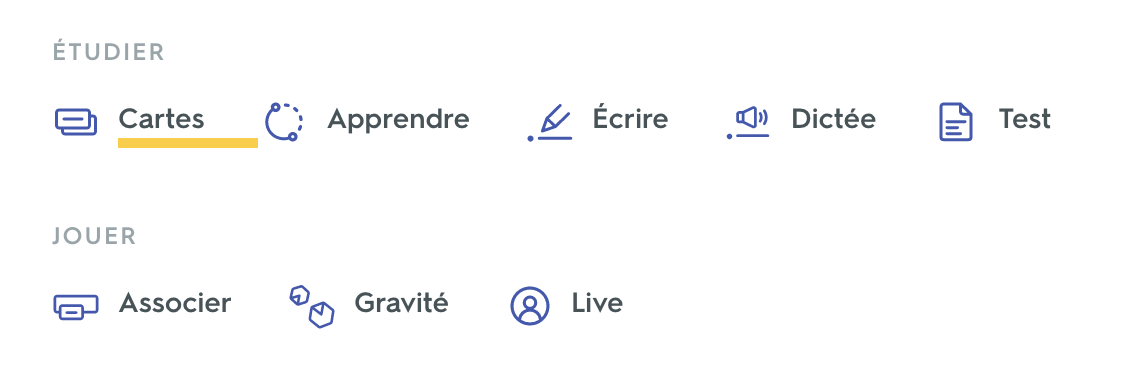 ÉTUDIER
Cartes Apprendre Écrire Dictée Test
JOUER
Associer Gravité Live